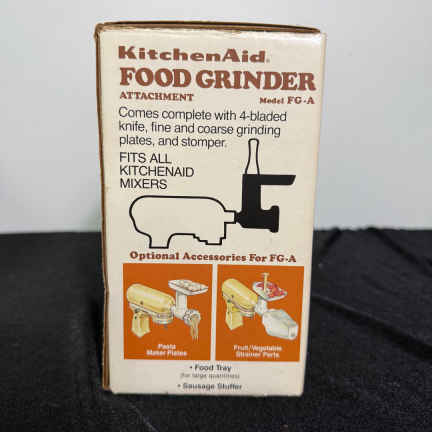 KitchenAid®
FOOD GRINDER
ATTACHMENT Model FG-A
Comes complete with 4-bladed
knife, fine and coarse grinding
plates, and stomper.
FITS ALL
KITCHENAID
MIXERS
Optional Accessories For FG-A
Pasta
Maker Plates
Fruit/Vegetable
Strainer Parts
• Food Tray
(for large quantities)
• Sausage Stuffer